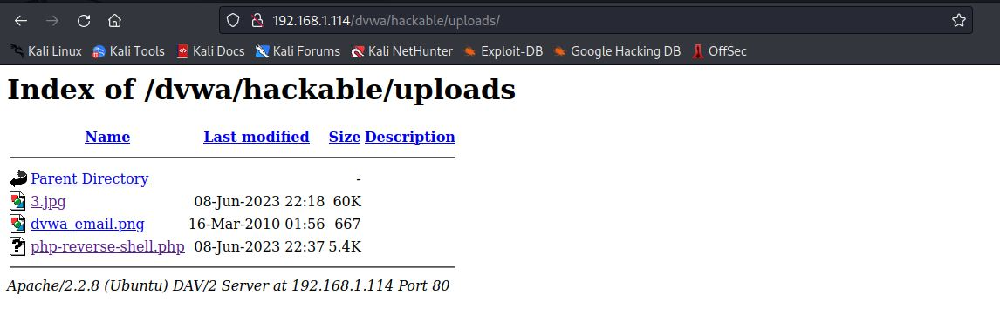 192.168.1.114/dvwa/hackable/uploads/
Kali Linux Kali Tools Kali Docs Kali Forums Kali NetHunter Exploit-DB Google Hacking DB OffSec
Index of /dvwa/hackable/uploads
Name Last modified Size Description
Parent Directory -
3.jpg 08-Jun-2023 22:18 60K
dvwa_email.png 16-Mar-2010 01:56 667
php-reverse-shell.php 08-Jun-2023 22:37 5.4K
Apache/2.2.8 (Ubuntu) DAV/2 Server at 192.168.1.114 Port 80